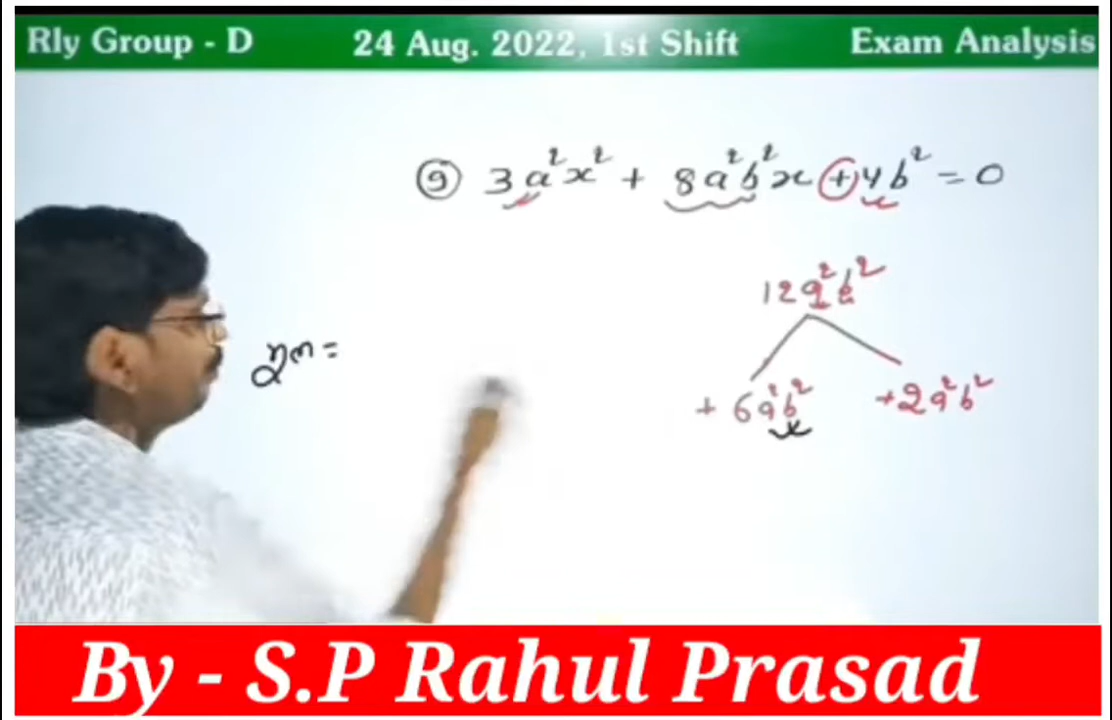 Rly Group - D 24 Aug. 2022, 1st Shift Exam Analysis
⑨ 3a²x² + 8a²b²x + 4b² = 0
12a²b²
+ 6a²b² +2a²b²
By - S.P Rahul Prasad